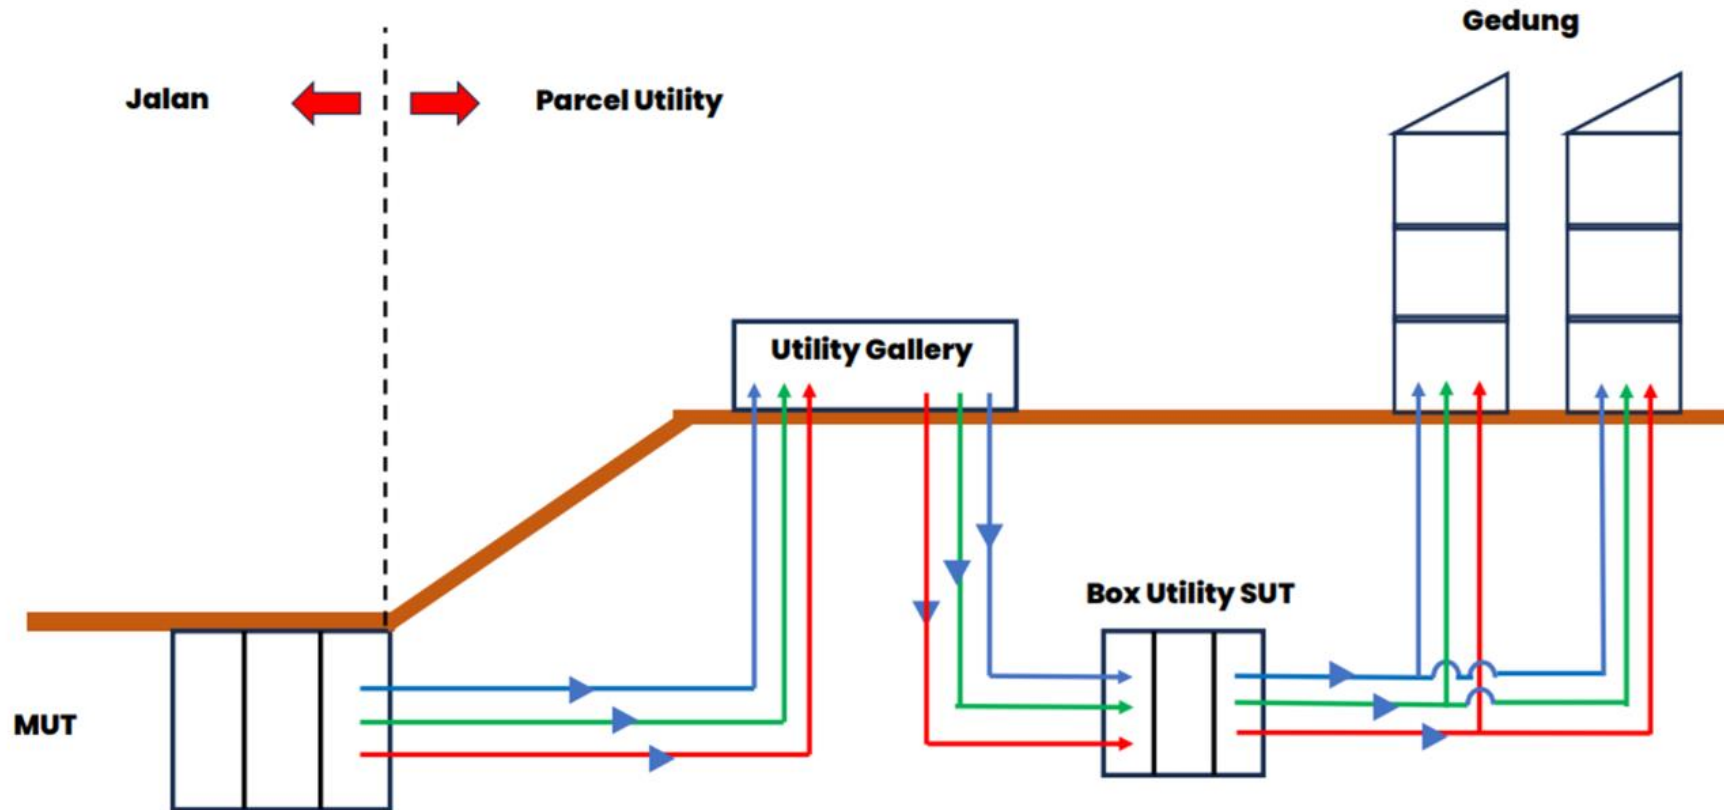 Gedung
Jalan
Parcel Utility
Utility Gallery
Box Utility SUT
MUT